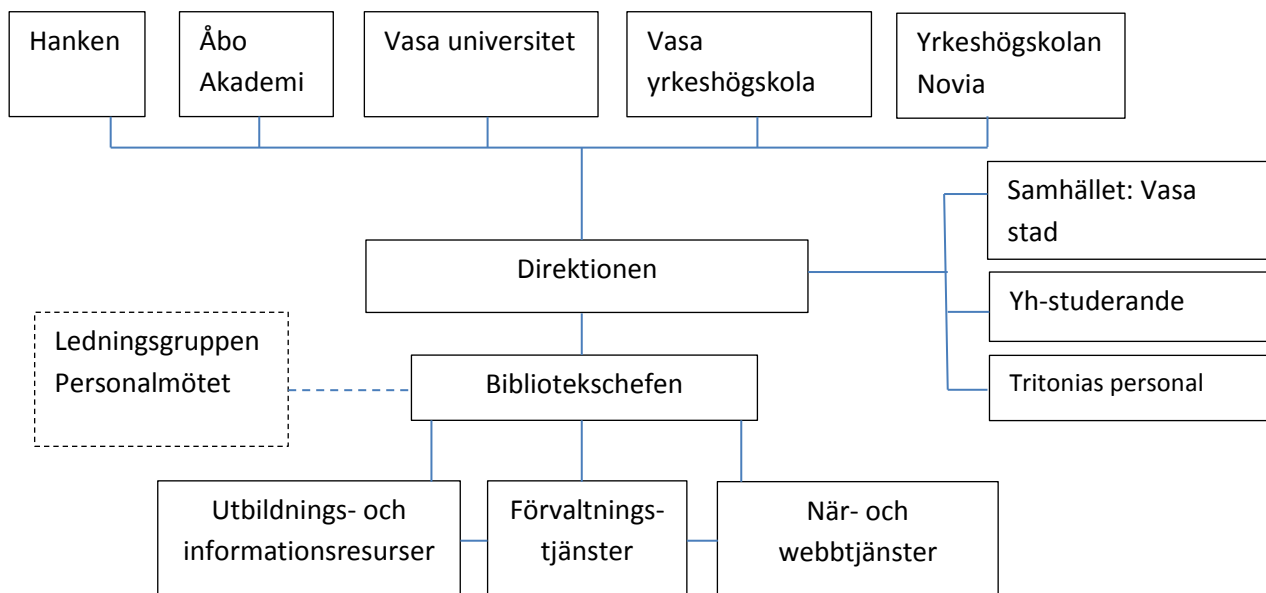 Hanken
Åbo
Akademi
Vasa universitet
Vasa
yrkeshögskola
Yrkeshögskolan
Novia
Samhället: Vasa
stad
Direktionen
Yh-studerande
Ledningsgruppen
Personalmötet
Bibliotekschefen
Tritonias personal
Utbildnings- och
informationsresurser
Förvaltnings-
tjänster
När- och
webbtjänster